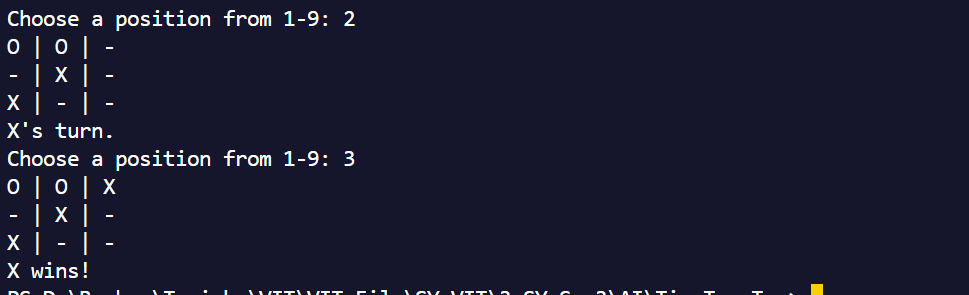 Choose a position from 1-9: 2
O | O | -
- | X | -
X | - | -
X's turn.
Choose a position from 1-9: 3
O | O | X
- | X | -
X | - | -
X wins!